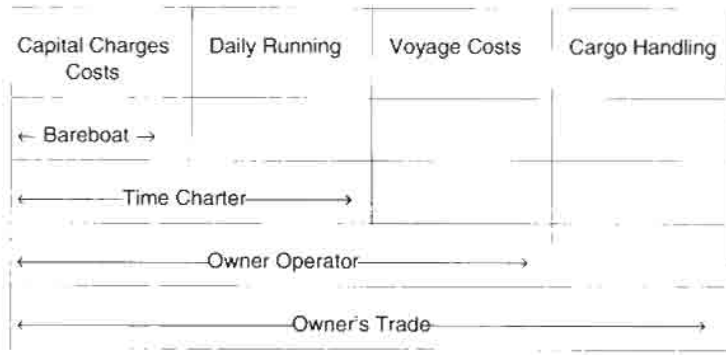 Capital Charges Daily Running Voyage Costs Cargo Handling
Costs
← Bareboat →
Time Charter
Owner Operator
Owner's Trade